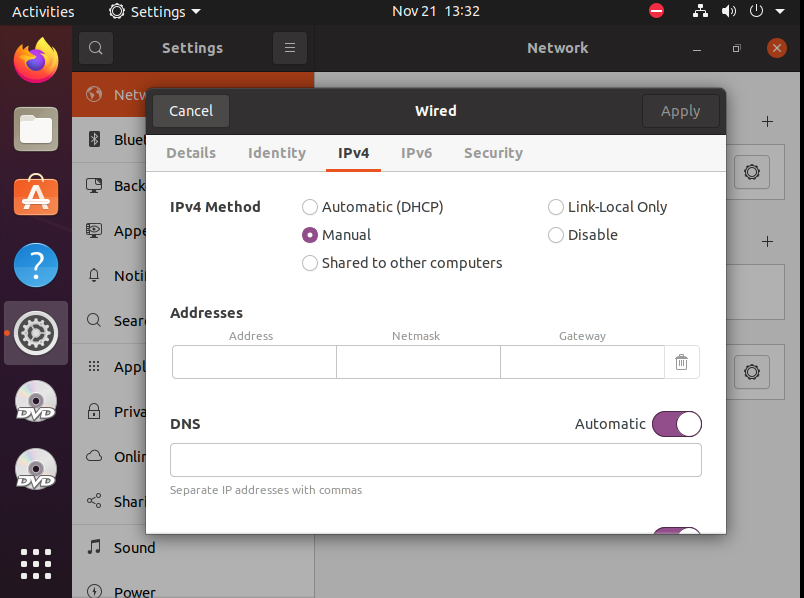 Activities Settings Nov 21 13:32
Settings Network
Netw
Cancel Wired Apply
Bluet
Details Identity IPv4 IPv6 Security
Back
IPv4 Method Automatic (DHCP) Link-Local Only
Appe
Manual Disable
Shared to other computers
Notif
Addresses
Sear
Address Netmask Gateway
Appl
Priva
DNS Automatic
Onlin
Separate IP addresses with commas
Shari
Sound
Power
DVD
DVD